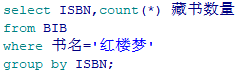 select ISBN,count(*) 藏书数量
from BIB
where 书名='红楼梦'
group by ISBN;